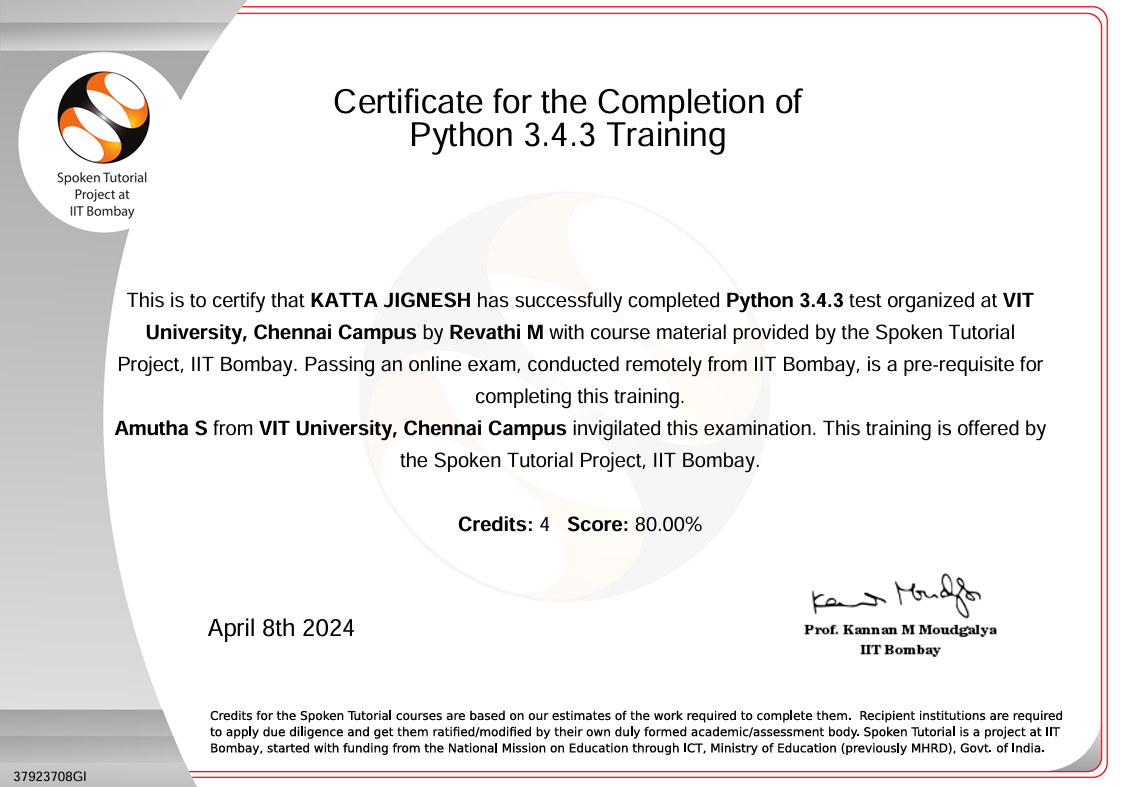 Certificate for the Completion of
Python 3.4.3 Training
Spoken Tutorial
Project at
IIT Bombay
This is to certify that KATTA JIGNESH has successfully completed Python 3.4.3 test organized at VIT
University, Chennai Campus by Revathi M with course material provided by the Spoken Tutorial
Project, IIT Bombay. Passing an online exam, conducted remotely from IIT Bombay, is a pre-requisite for
completing this training.
Amutha S from VIT University, Chennai Campus invigilated this examination. This training is offered by
the Spoken Tutorial Project, IIT Bombay.
Credits: 4 Score: 80.00%
April 8th 2024
Prof. Kannan M Moudgalya
IIT Bombay
Credits for the Spoken Tutorial courses are based on our estimates of the work required to complete them. Recipient institutions are required
to apply due diligence and get them ratified/modified by their own duly formed academic/assessment body. Spoken Tutorial is a project at IIT
Bombay, started with funding from the National Mission on Education through ICT, Ministry of Education (previously MHRD), Govt. of India.
37923708GI